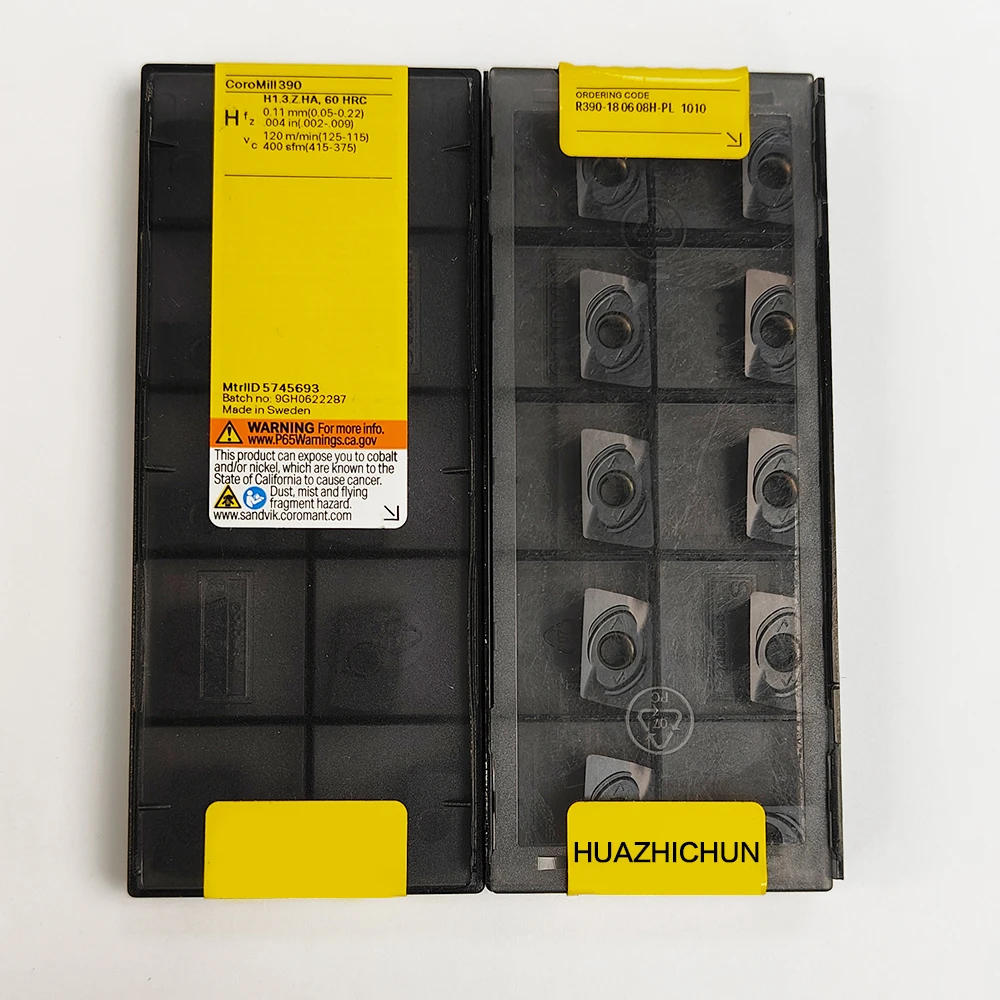 CoroMill 390
H1.3.Z.HA, 60 HRC
H fz 0.11 mm(0.05-0.22)
.004 in(.002-.009)
vc 120 m/min(125-115)
400 sfm(415-375)
MtrlID 5745693
Batch no: 9GH0622287
Made in Sweden
WARNING For more info.
www.P65Warnings.ca.gov
This product can expose you to cobalt
and/or nickel, which are known to the
State of California to cause cancer.
Dust, mist and flying
fragment hazard.
www.sandvik.coromant.com
ORDERING CODE
R390-18 06 08H-PL 1010
PC
07
HUAZHICHUN